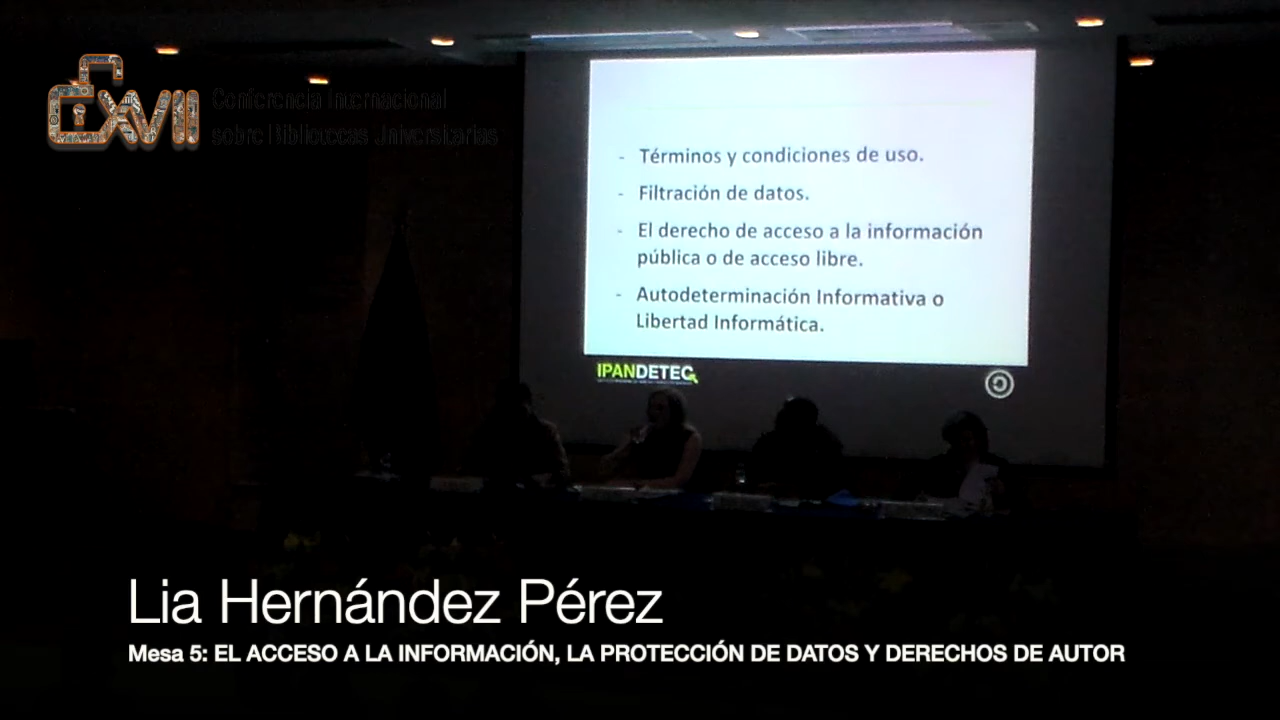 XVII
Conferencia Internacional
sobre Bibliotecas Universitarias
- Términos y condiciones de uso.
- Filtración de datos.
- El derecho de acceso a la información
pública o de acceso libre.
- Autodeterminación Informativa o
Libertad Informática.
IPANDETEC
Lia Hernández Pérez
Mesa 5: EL ACCESO A LA INFORMACIÓN, LA PROTECCIÓN DE DATOS Y DERECHOS DE AUTOR